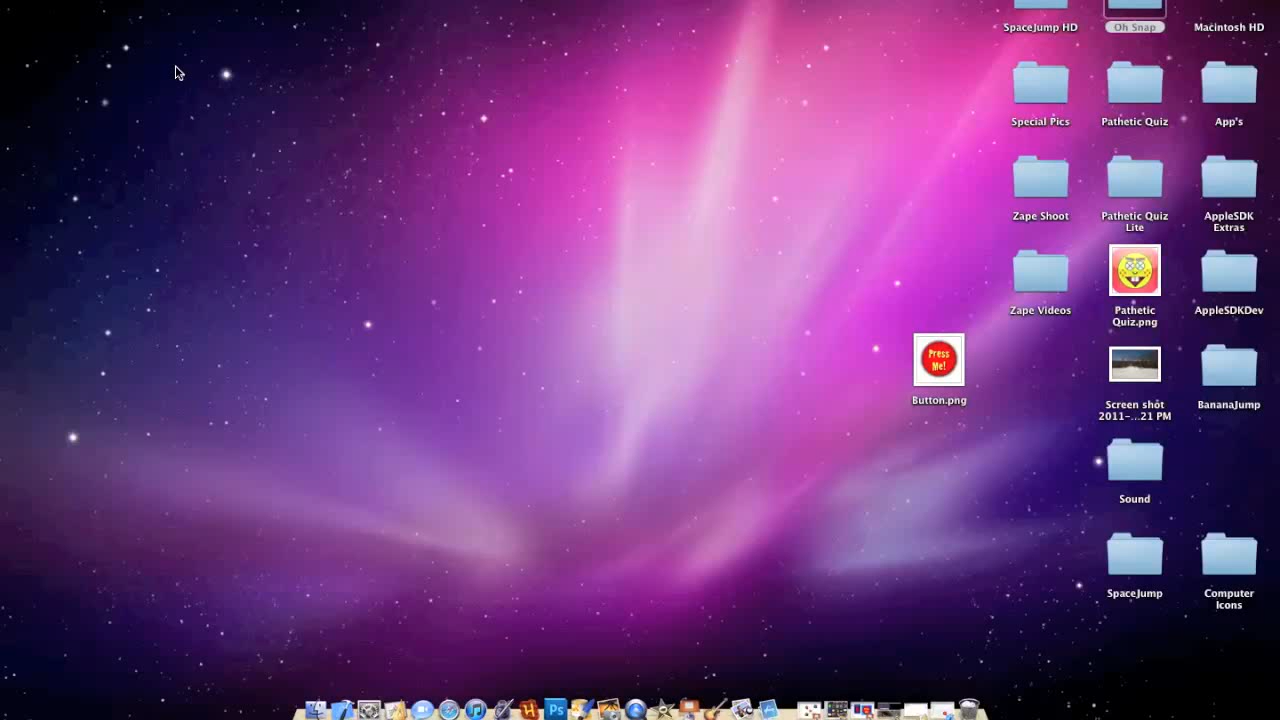 SpaceJump HD
Oh Snap
Macintosh HD
Special Pics
Pathetic Quiz
App's
Zape Shoot
Pathetic Quiz
Lite
AppleSDK
Extras
Zape Videos
Pathetic
Quiz.png
AppleSDKDev
Press
Me!
Button.png
Screen shot
2011-...21 PM
BananaJump
Sound
SpaceJump
Computer
Icons
Ps